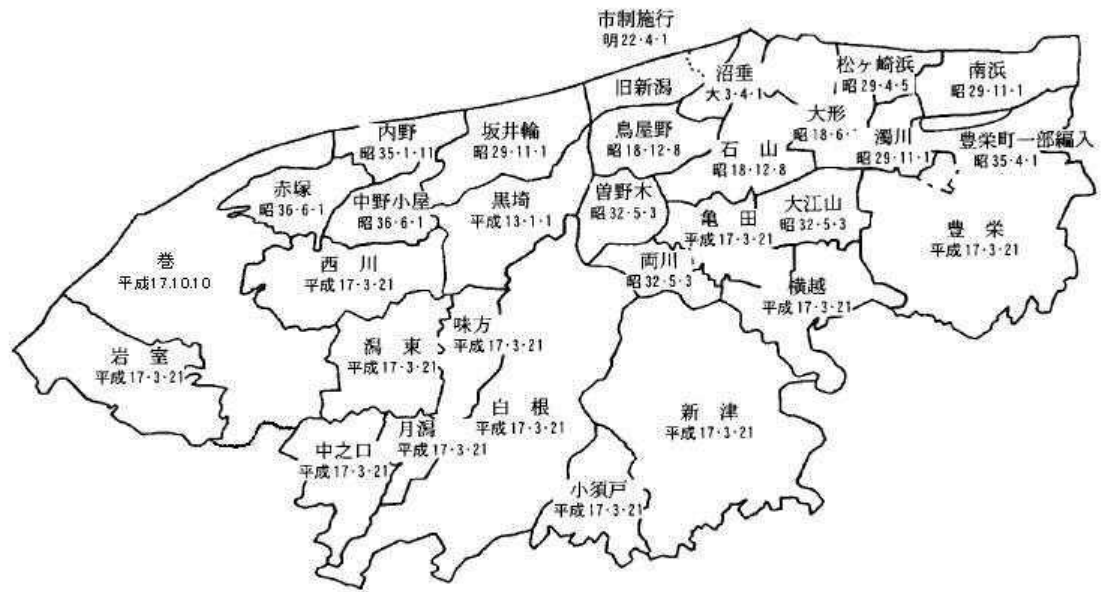 市制施行
明22・4・1
旧新潟
沼垂
大3・4・1
松ヶ崎浜
昭29・4・5
南浜
昭29・11・1
内野
昭35・1・11
坂井輪
昭29・11・1
鳥屋野
昭18・12・8
石山
昭18・12・8
大形
昭18・6・1
濁川
昭29・11・1
豊栄町一部編入
昭35・4・1
赤塚
昭36・6・1
中野小屋
昭36・6・1
黒埼
平成13・1・1
曽野木
昭32・5・3
亀田
平成17・3・21
大江山
昭32・5・3
豊栄
平成17・3・21
巻
平成17.10.10
西川
平成17・3・21
両川
昭32・5・3
横越
平成17・3・21
岩室
平成17・3・21
潟東
平成17・3・21
味方
平成17・3・21
白根
平成17・3・21
新津
平成17・3・21
中之口
平成17・3・21
月潟
平成17・3・21
小須戸
平成17・3・21